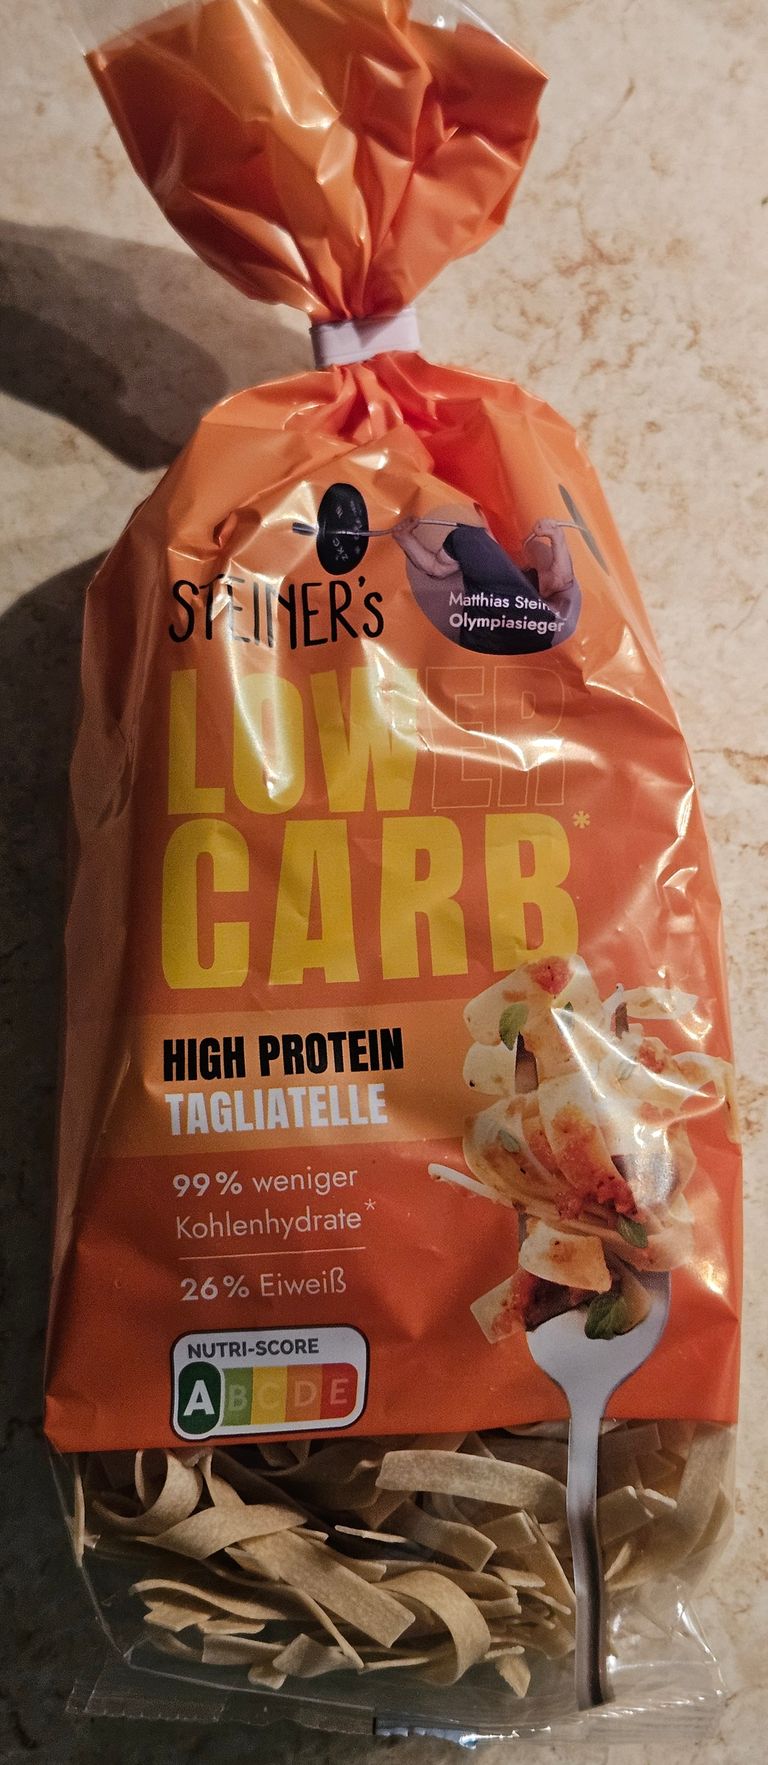 STEINER's
Matthias Stein
Olympiasieger
LOWER
CARB*
HIGH PROTEIN
TAGLIATELLE
99% weniger
Kohlenhydrate*
26% Eiweiß
NUTRI-SCORE
A B C D E